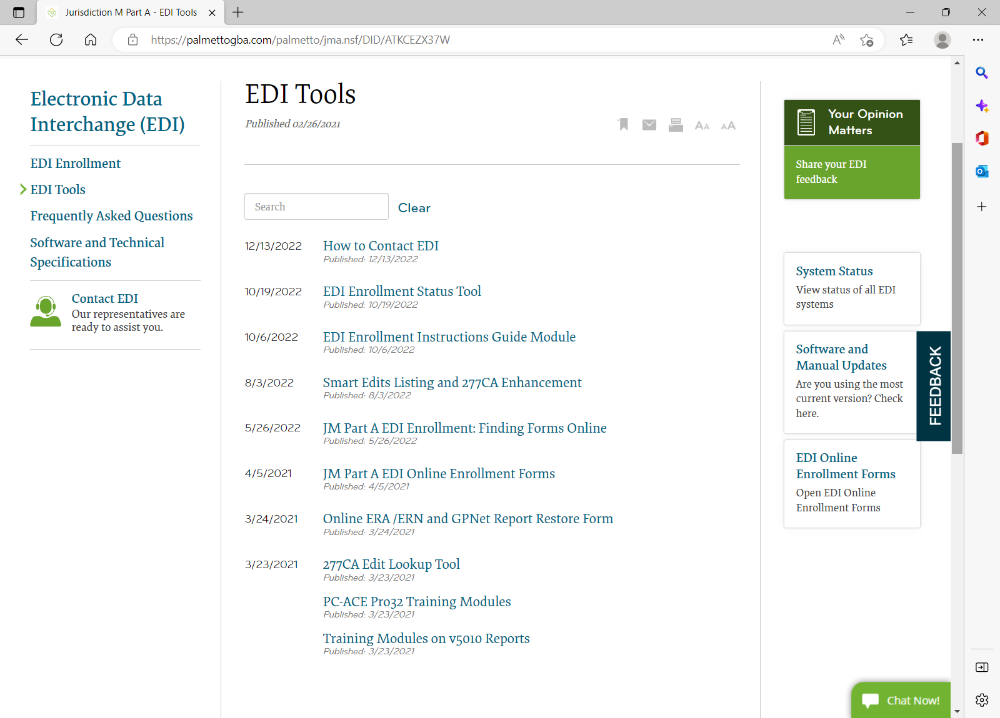 Jurisdiction M Part A - EDI Tools
https://palmettogba.com/palmetto/jma.nsf/DID/ATKCEZX37W
Electronic Data
Interchange (EDI)
EDI Enrollment
EDI Tools
Frequently Asked Questions
Software and Technical
Specifications
Contact EDI
Our representatives are
ready to assist you.
EDI Tools
Published 02/26/2021
Search
Clear
12/13/2022 How to Contact EDI
Published: 12/13/2022
10/19/2022 EDI Enrollment Status Tool
Published: 10/19/2022
10/6/2022 EDI Enrollment Instructions Guide Module
Published: 10/6/2022
8/3/2022 Smart Edits Listing and 277CA Enhancement
Published: 8/3/2022
5/26/2022 JM Part A EDI Enrollment: Finding Forms Online
Published: 5/26/2022
4/5/2021 JM Part A EDI Online Enrollment Forms
Published: 4/5/2021
3/24/2021 Online ERA /ERN and GPNet Report Restore Form
Published: 3/24/2021
3/23/2021 277CA Edit Lookup Tool
Published: 3/23/2021
PC-ACE Pro32 Training Modules
Published: 3/23/2021
Training Modules on v5010 Reports
Published: 3/23/2021
Your Opinion
Matters
Share your EDI
feedback
System Status
View status of all EDI
systems
Software and
Manual Updates
Are you using the most
current version? Check
here.
FEEDBACK
EDI Online
Enrollment Forms
Open EDI Online
Enrollment Forms
Chat Now!